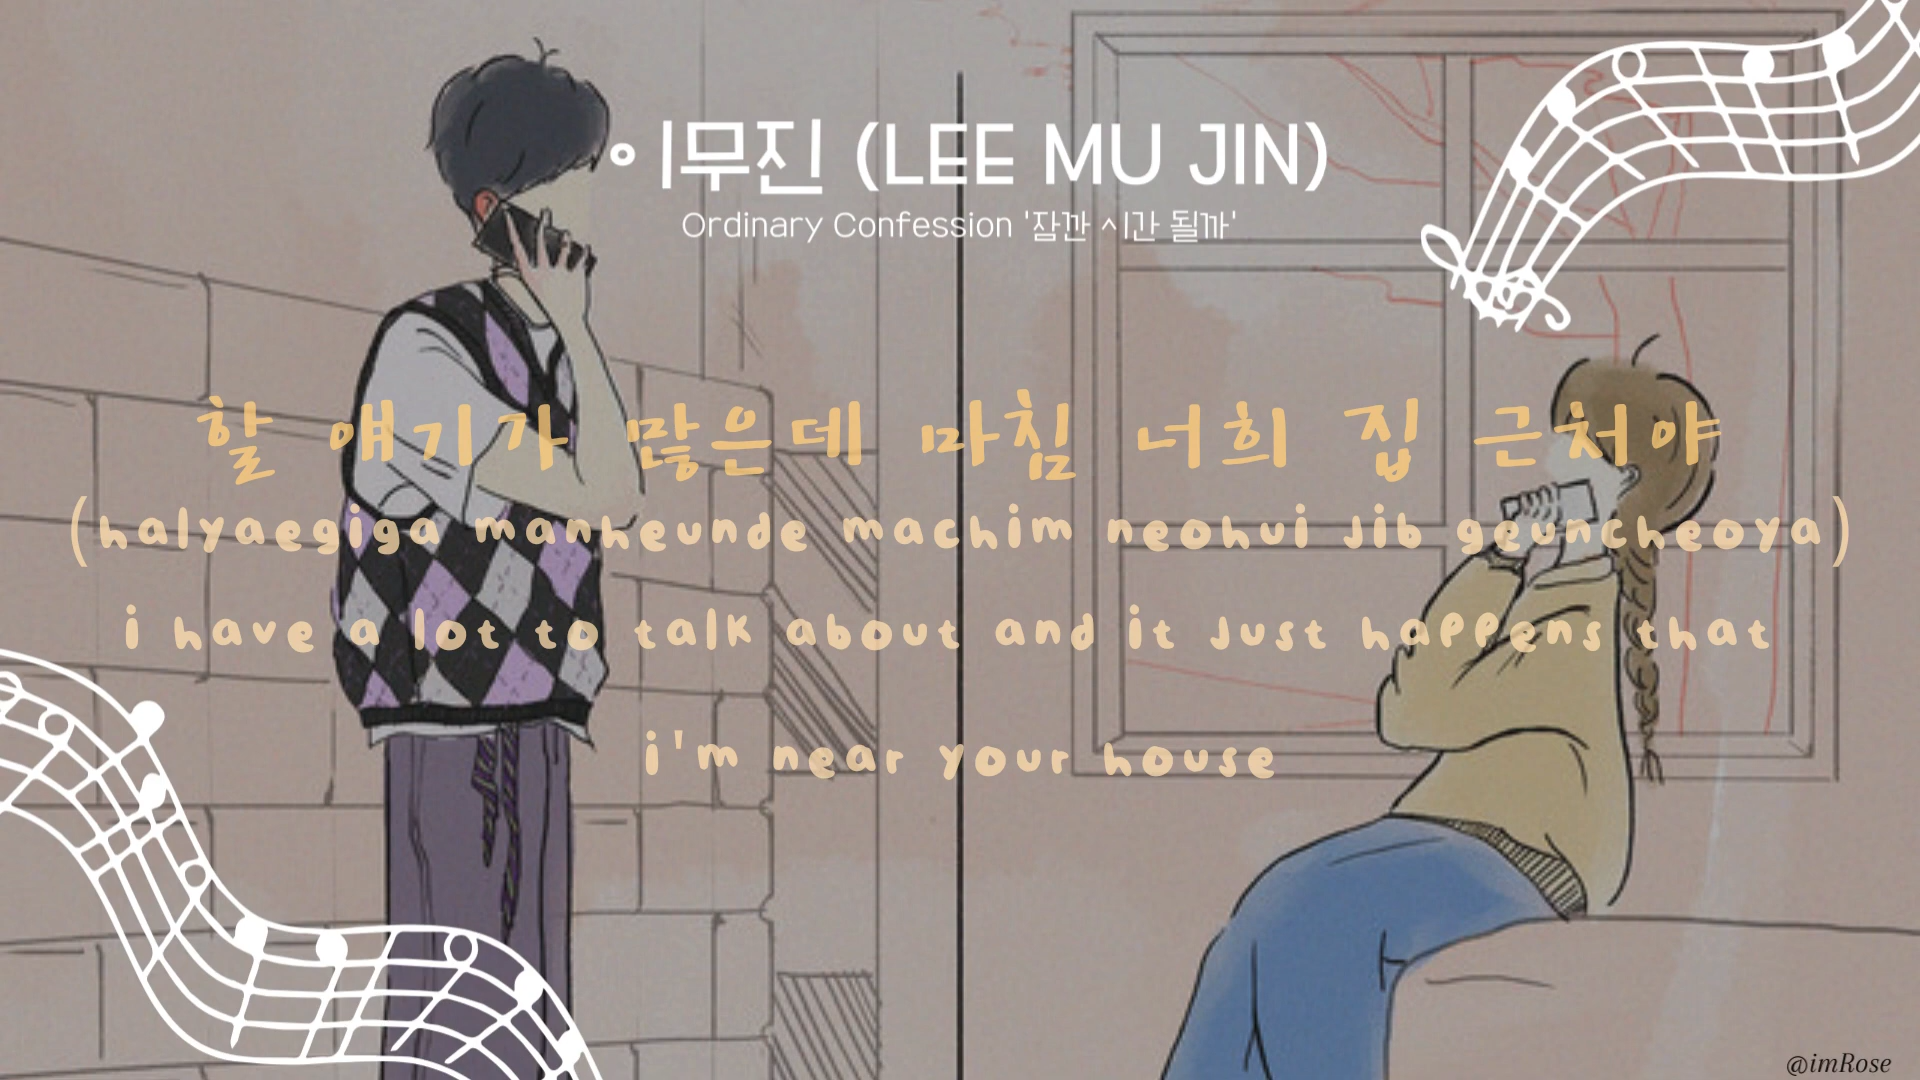 이무진 (LEE MU JIN)
Ordinary Confession '잠깐 시간 될까'
할 얘기가 많은데 마침 너희 집 근처야
(halyaegiga manheunde machim neohui jib geuncheoya)
i have a lot to talk about and it just happens that
i'm near your house
@imRose